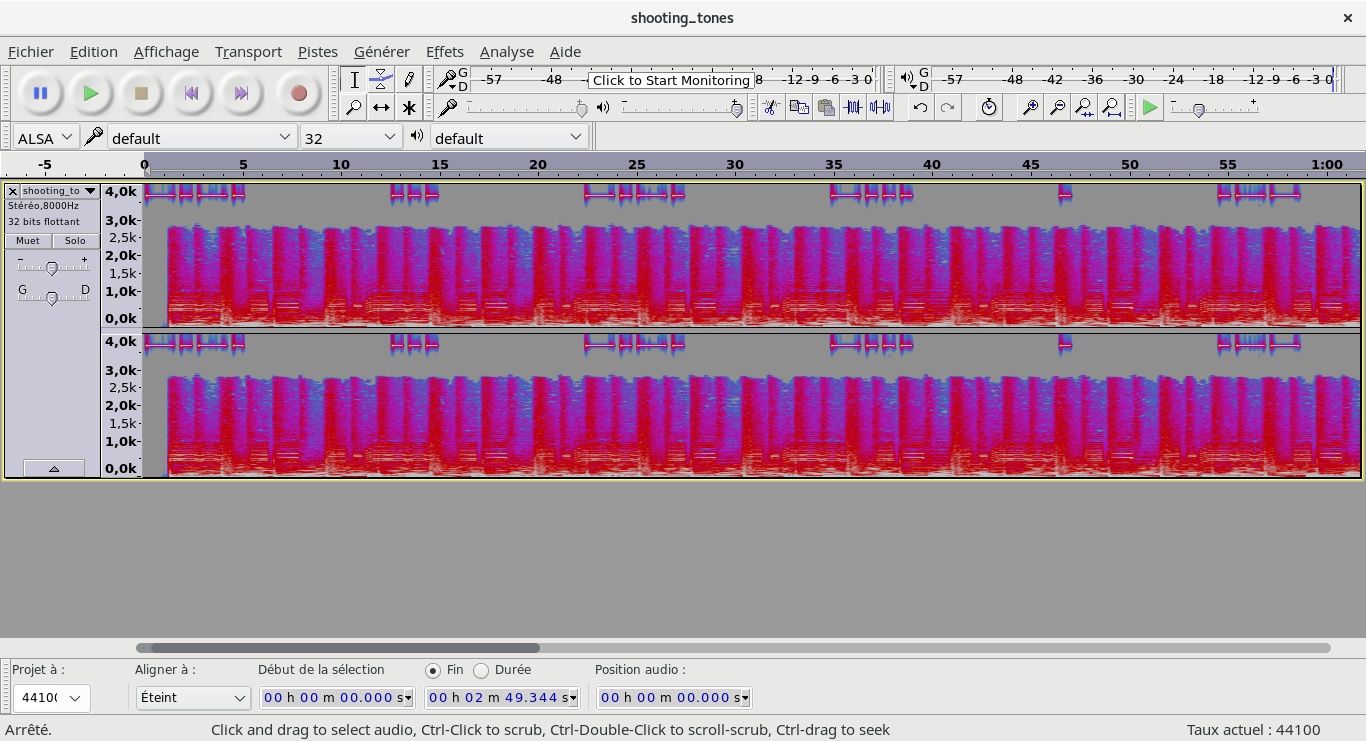 shooting_tones ×
Fichier Edition Affichage Transport Pistes Générer Effets Analyse Aide
G D -57 -48 Click to Start Monitoring 8 -12 -9 -6 -3 0 G D -57 -48 -42 -36 -30 -24 -18 -12 -9 -6 -3 0
- + - + - +
ALSA default 32 default
-5 0 5 10 15 20 25 30 35 40 45 50 55 1:00
× shooting_to
Stéréo,8000Hz
32 bits flottant
Muet Solo
- +
G D
4,0k
3,0k
2,5k
2,0k
1,5k
1,0k
0,0k
4,0k
3,0k
2,5k
2,0k
1,5k
1,0k
0,0k
Projet à : Aligner à : Début de la sélection Fin Durée Position audio :
44100 Éteint 00 h 00 m 00.000 s 00 h 02 m 49.344 s 00 h 00 m 00.000 s
Arrêté. Click and drag to select audio, Ctrl-Click to scrub, Ctrl-Double-Click to scroll-scrub, Ctrl-drag to seek Taux actuel : 44100